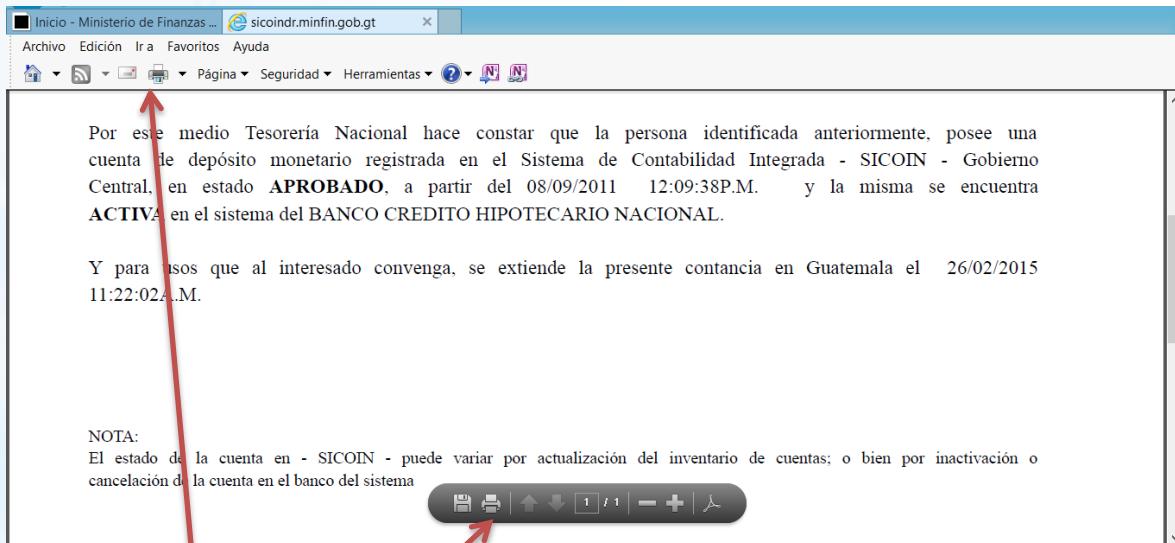 Inicio - Ministerio de Finanzas ... sicoindr.minfin.gob.gt
Archivo Edición Ir a Favoritos Ayuda
Página Seguridad Herramientas
Por este medio Tesorería Nacional hace constar que la persona identificada anteriormente, posee una
cuenta de depósito monetario registrada en el Sistema de Contabilidad Integrada - SICOIN - Gobierno
Central, en estado APROBADO, a partir del 08/09/2011 12:09:38P.M. y la misma se encuentra
ACTIVA en el sistema del BANCO CREDITO HIPOTECARIO NACIONAL.
Y para usos que al interesado convenga, se extiende la presente contancia en Guatemala el 26/02/2015
11:22:02A.M.
NOTA:
El estado de la cuenta en - SICOIN - puede variar por actualización del inventario de cuentas; o bien por inactivación o
cancelación de la cuenta en el banco del sistema
1 / 1